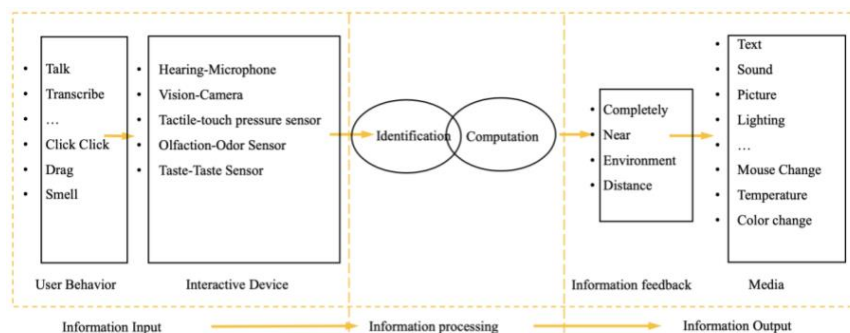 Talk
Transcribe
…
Click Click
Drag
Smell
User Behavior
Hearing-Microphone
Vision-Camera
Tactile-touch pressure sensor
Olfaction-Odor Sensor
Taste-Taste Sensor
Interactive Device
Identification
Computation
Completely
Near
Environment
Distance
Information feedback
Text
Sound
Picture
Lighting
…
Mouse Change
Temperature
Color change
Media
Information Input
Information processing
Information Output